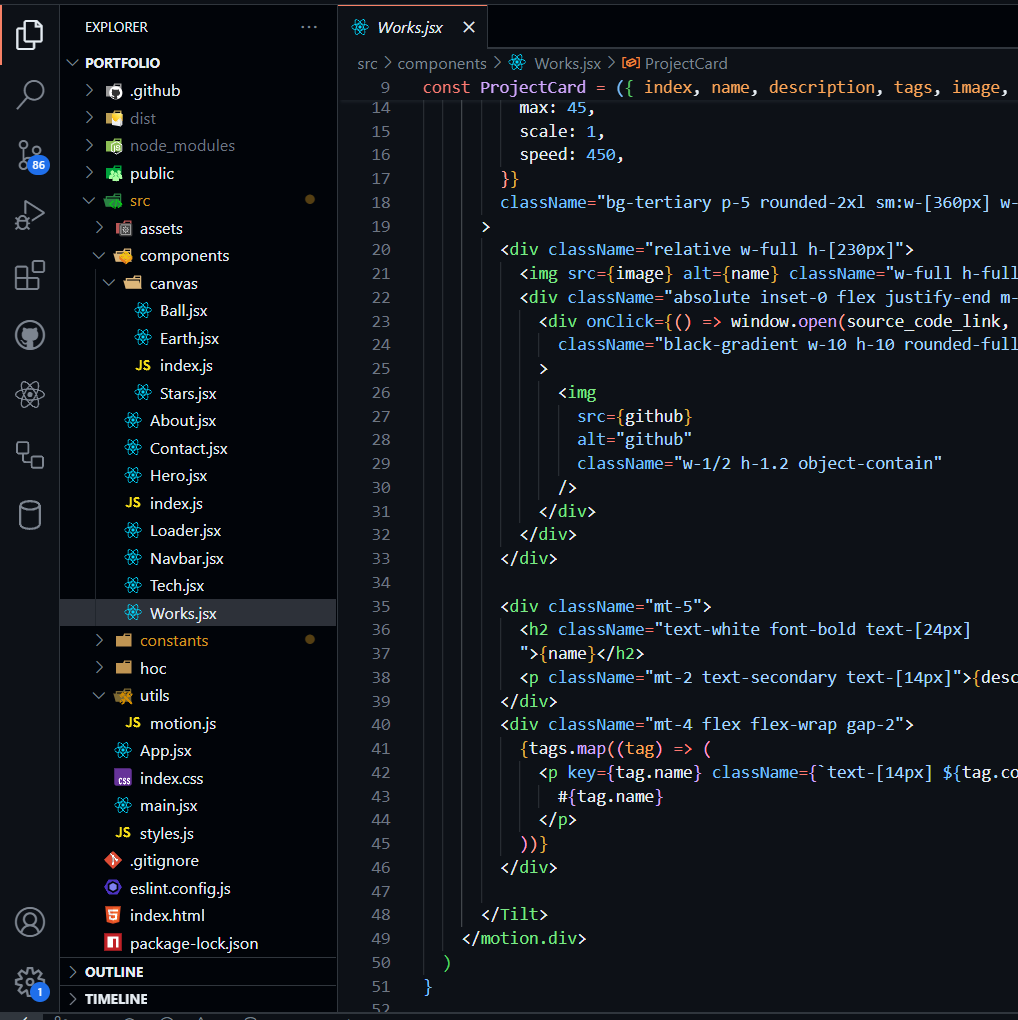 EXPLORER
PORTFOLIO
.github
dist
node_modules
public
src
assets
components
canvas
Ball.jsx
Earth.jsx
JS index.js
Stars.jsx
About.jsx
Contact.jsx
Hero.jsx
JS index.js
Loader.jsx
Navbar.jsx
Tech.jsx
Works.jsx
constants
hoc
utils
JS motion.js
App.jsx
css index.css
main.jsx
JS styles.js
.gitignore
eslint.config.js
index.html
package-lock.json
OUTLINE
TIMELINE
86
1
Works.jsx
src > components > Works.jsx > ProjectCard
9 const ProjectCard = ({ index, name, description, tags, image,
14 max: 45,
15 scale: 1,
16 speed: 450,
17 }}
18 className="bg-tertiary p-5 rounded-2xl sm:w-[360px] w-
19 >
20 <div className="relative w-full h-[230px]">
21 <img src={image} alt={name} className="w-full h-full
22 <div className="absolute inset-0 flex justify-end m-
23 <div onClick={() => window.open(source_code_link,
24 className="black-gradient w-10 h-10 rounded-full
25 >
26 <img
27 src={github}
28 alt="github"
29 className="w-1/2 h-1.2 object-contain"
30 />
31 </div>
32 </div>
33 </div>
34
35 <div className="mt-5">
36 <h2 className="text-white font-bold text-[24px]
37 ">{name}</h2>
38 <p className="mt-2 text-secondary text-[14px]">{desc
39 </div>
40 <div className="mt-4 flex flex-wrap gap-2">
41 {tags.map((tag) => (
42 <p key={tag.name} className={`text-[14px] ${tag.co
43 #{tag.name}
44 </p>
45 ))}
46 </div>
47
48 </Tilt>
49 </motion.div>
50 )
51 }
52